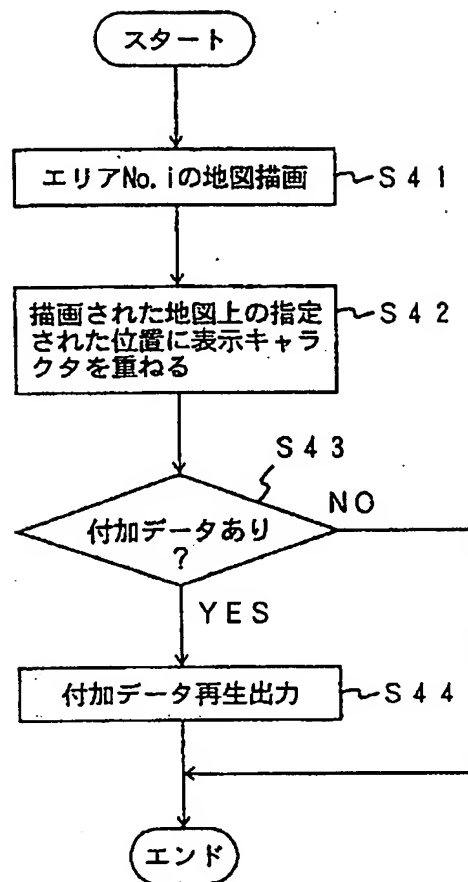 スタート
エリアNo.iの地図描画
S41
描画された地図上の指定
された位置に表示キャラ
クタを重ねる
S42
S43
付加データあり
?
NO
YES
付加データ再生出力
S44
エンド